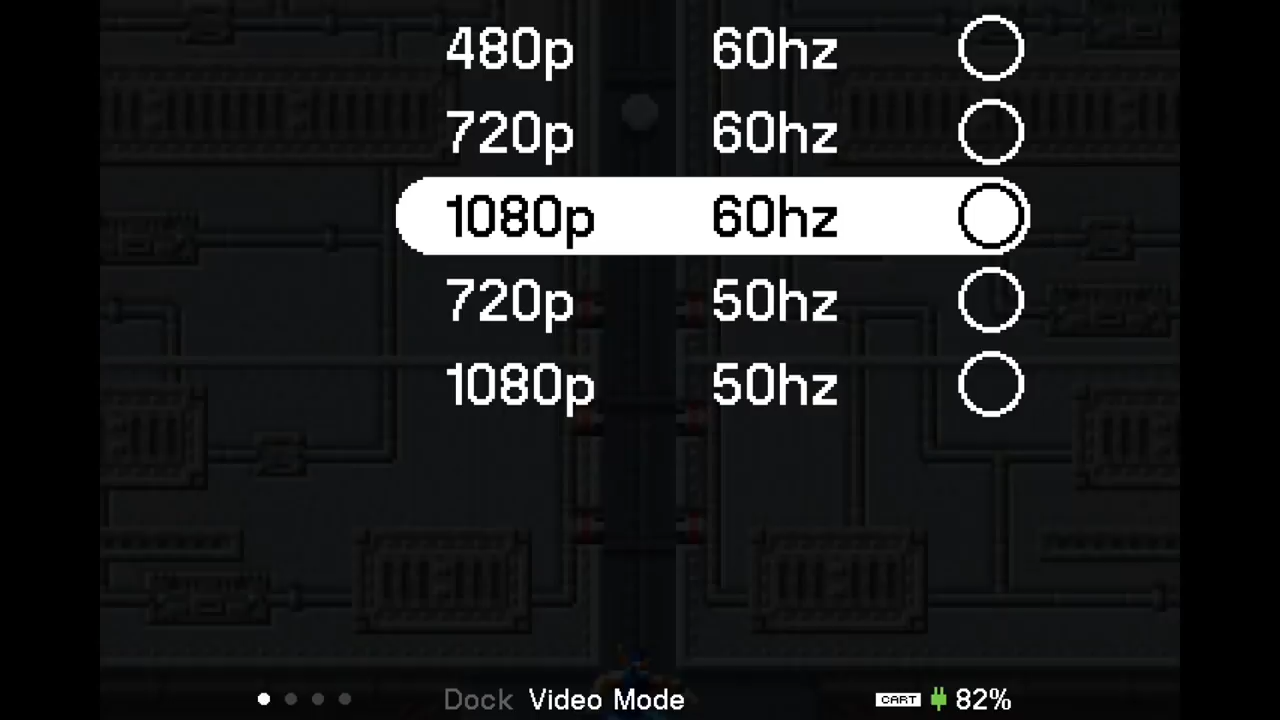 480p 60hz
720p 60hz
1080p 60hz
720p 50hz
1080p 50hz
Dock Video Mode CART 82%